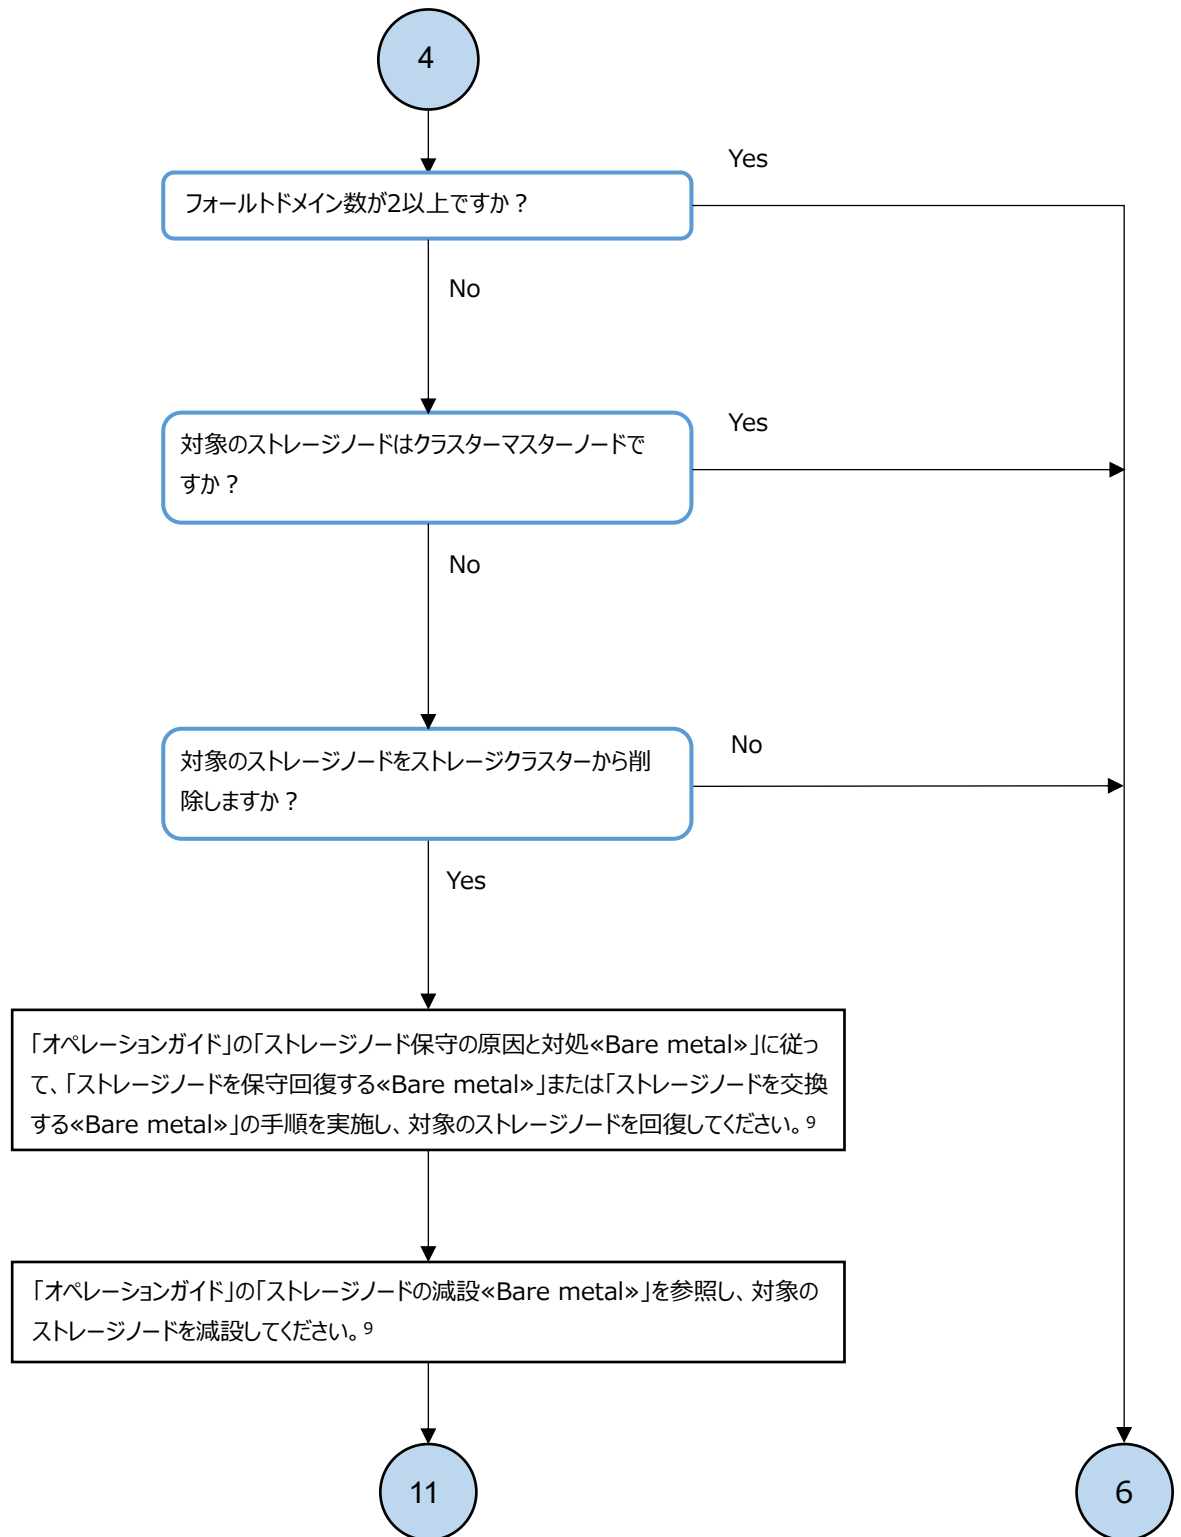 4
Yes
フォールトドメイン数が2以上ですか？
No
Yes
対象のストレージノードはクラスターマスターノードで
すか？
No
No
対象のストレージノードをストレージクラスターから削
除しますか？
Yes
「オペレーションガイド」の「ストレージノード保守の原因と対処«Bare metal»」に従っ
て、「ストレージノードを保守回復する«Bare metal»」または「ストレージノードを交換
する«Bare metal»」の手順を実施し、対象のストレージノードを回復してください。9
「オペレーションガイド」の「ストレージノードの減設«Bare metal»」を参照し、対象の
ストレージノードを減設してください。9
11
6